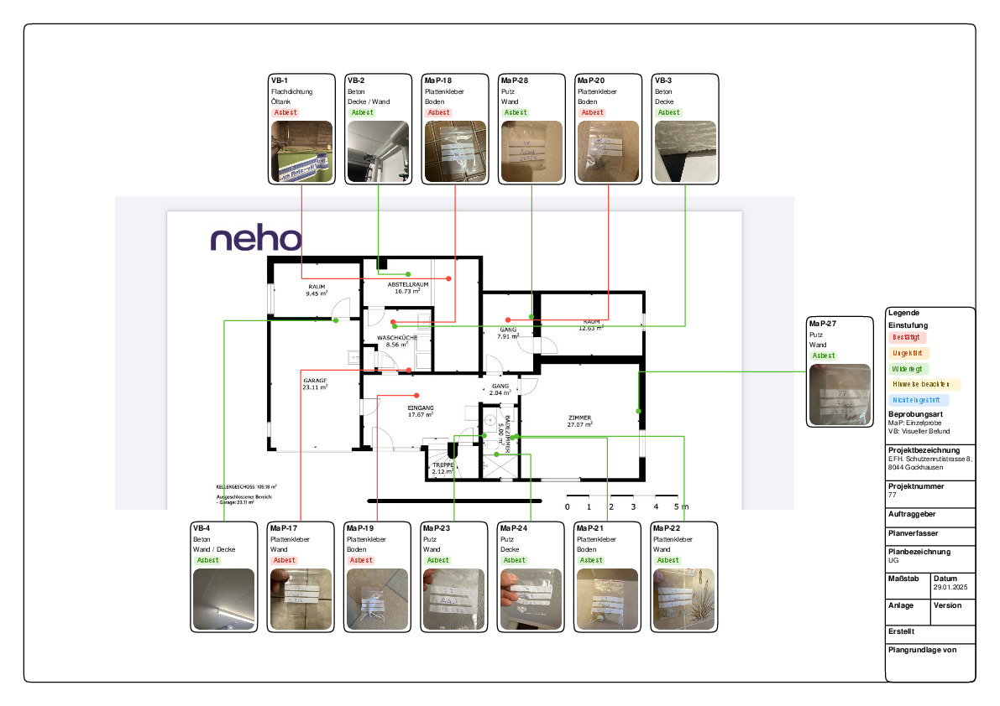 VB-1
Flachdichtung
Öltank
Asbest
VB-2
Beton
Decke / Wand
Asbest
MaP-18
Plattenkleber
Boden
Asbest
MaP-28
Putz
Wand
Asbest
MaP-20
Plattenkleber
Boden
Asbest
VB-3
Beton
Decke
Asbest
neho
RAUM
9.45 m²
ABSTELLRAUM
16.73 m²
WASCHKÜCHE
8.56 m²
GANG
7.91 m²
RAUM
12.63 m²
GARAGE
23.11 m²
GANG
2.04 m²
EINGANG
17.67 m²
BADEZIMMER
5.00 m²
ZIMMER
27.07 m²
TREPPE
2.12 m²
KELLERGESCHOSS: 109.18 m²
Ausgeschlossener Bereich:
- Garage: 23.11 m²
0 1 2 3 4 5 m
MaP-27
Putz
Wand
Asbest
VB-4
Beton
Wand / Decke
Asbest
MaP-17
Plattenkleber
Wand
Asbest
MaP-19
Plattenkleber
Boden
Asbest
MaP-23
Putz
Wand
Asbest
MaP-24
Putz
Decke
Asbest
MaP-21
Plattenkleber
Boden
Asbest
MaP-22
Plattenkleber
Wand
Asbest
Legende
Einstufung
Bestätigt
Ungeklärt
Widerlegt
Hinweise beachten
Nicht eingestuft
Beprobungsart
MaP: Einzelprobe
VB: Visueller Befund
Projektbezeichnung
EFH. Schutzenrutistrasse 8,
8044 Gockhausen
Projektnummer
77
Auftraggeber
Planverfasser
Planbezeichnung
UG
Maßstab
Datum
29.01.2025
Anlage
Version
Erstellt
Plangrundlage von